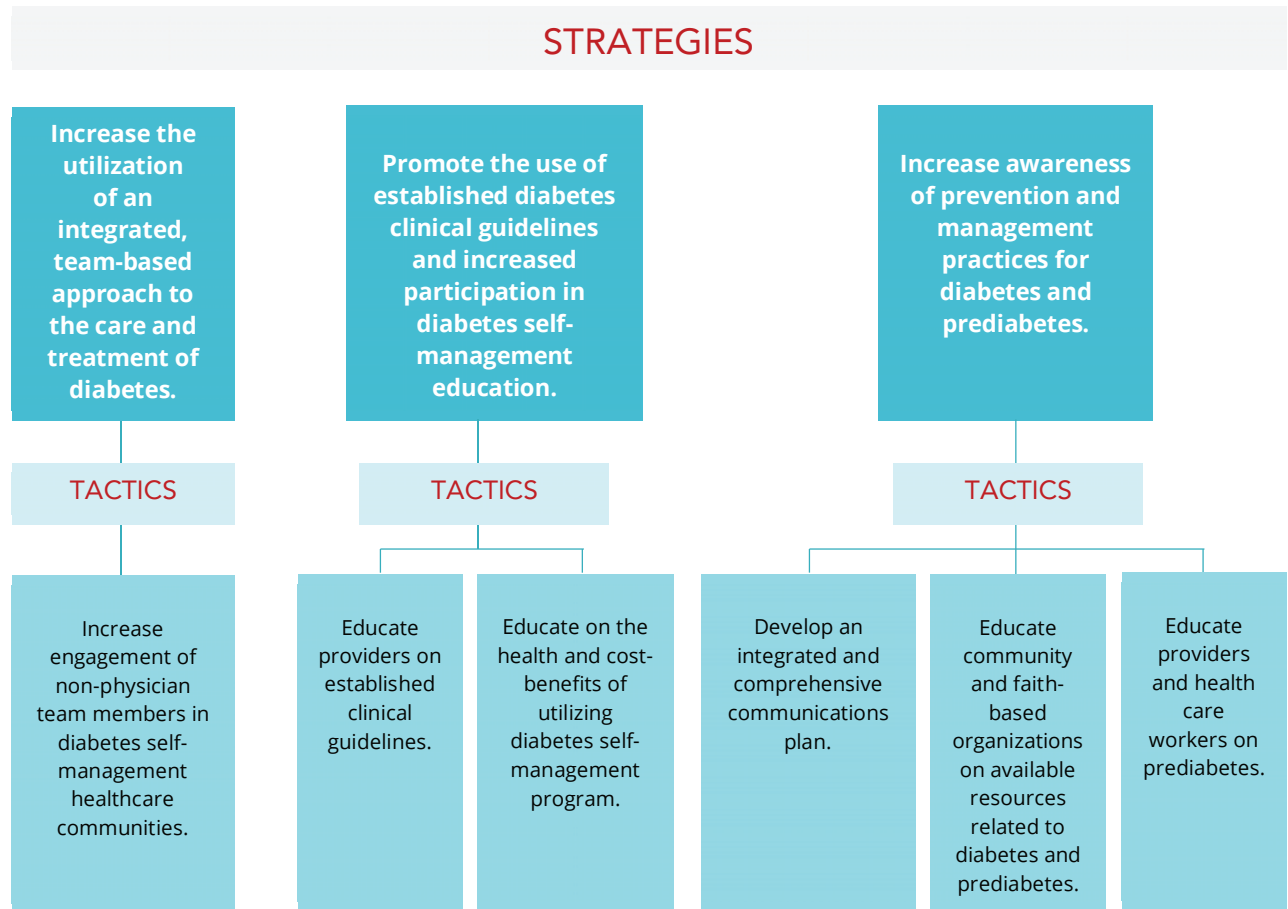 STRATEGIES
Increase the
utilization
of an
integrated,
team-based
approach to
the care and
treatment of
diabetes.
Promote the use of
established diabetes
clinical guidelines
and increased
participation in
diabetes self-
management
education.
Increase awareness
of prevention and
management
practices for
diabetes and
prediabetes.
TACTICS
TACTICS
TACTICS
Increase
engagement of
non-physician
team members in
diabetes self-
management
healthcare
communities.
Educate
providers on
established
clinical
guidelines.
Educate on the
health and cost-
benefits of
utilizing
diabetes self-
management
program.
Develop an
integrated and
comprehensive
communications
plan.
Educate
community
and faith-
based
organizations
on available
resources
related to
diabetes and
prediabetes.
Educate
providers
and health
care
workers on
prediabetes.